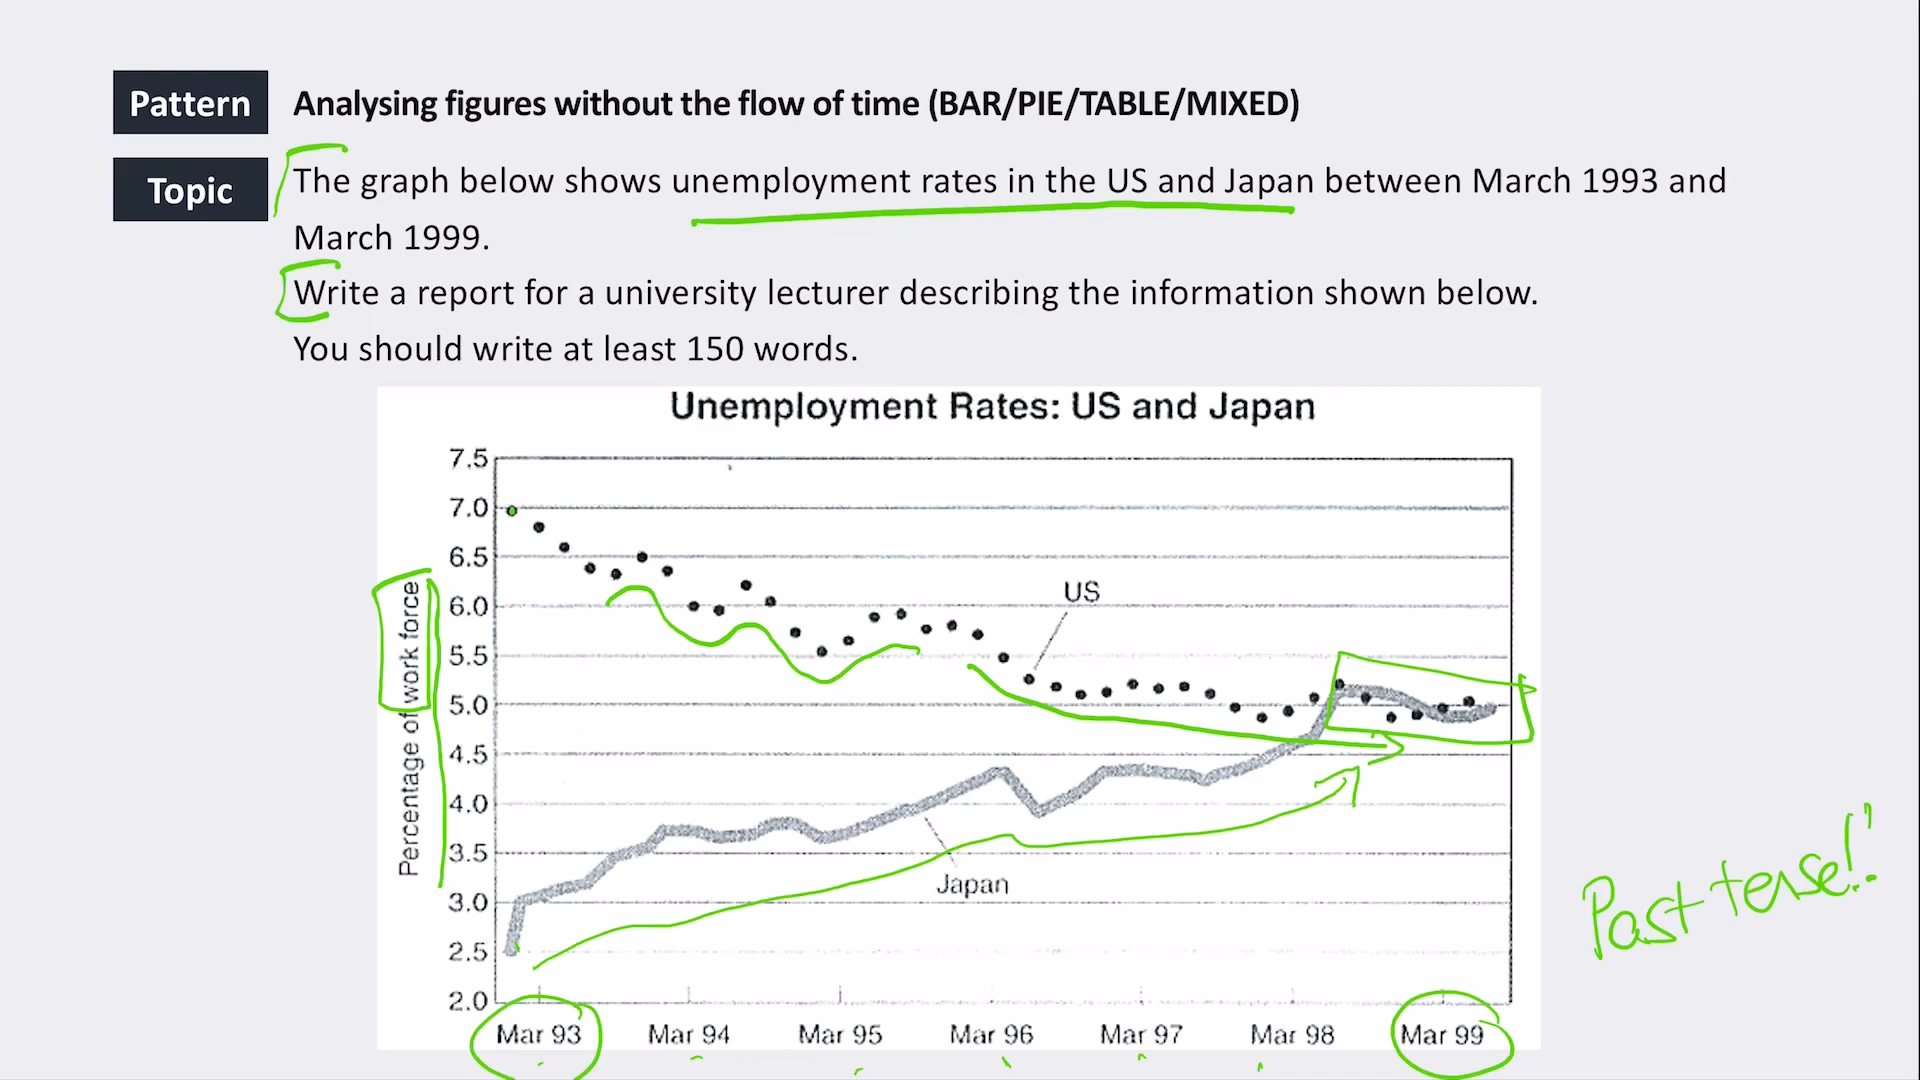 Pattern
Analysing figures without the flow of time (BAR/PIE/TABLE/MIXED)
Topic
The graph below shows unemployment rates in the US and Japan between March 1993 and
March 1999.
Write a report for a university lecturer describing the information shown below.
You should write at least 150 words.
Unemployment Rates: US and Japan
7.5
7.0
6.5
6.0
5.5
5.0
4.5
4.0
3.5
3.0
2.5
2.0
Percentage of work force
US
Japan
Mar 93 Mar 94 Mar 95 Mar 96 Mar 97 Mar 98 Mar 99
Past tense!!